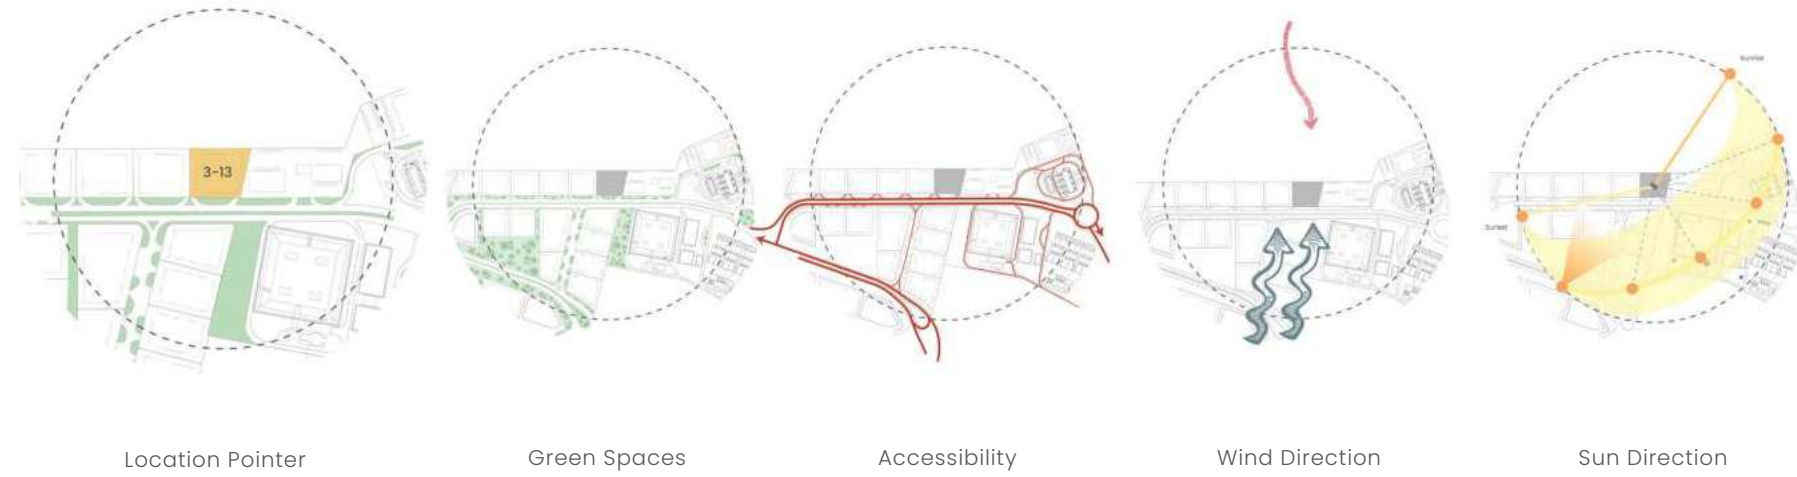 Sunrise
3-13
Sunset
Location Pointer
Green Spaces
Accessibility
Wind Direction
Sun Direction